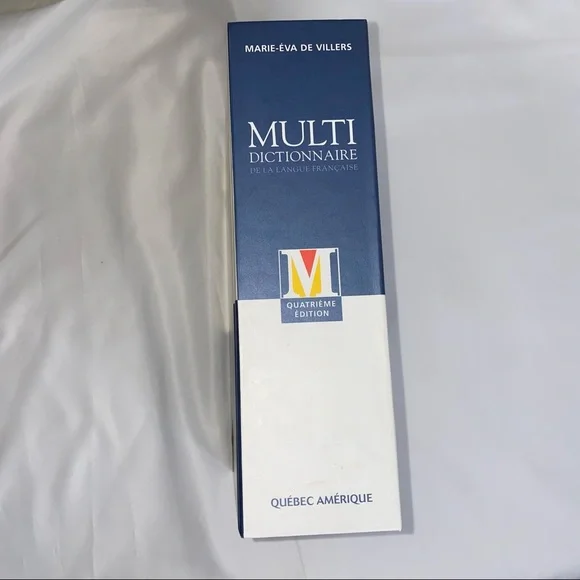 MARIE-ÉVA DE VILLERS
MULTI
DICTIONNAIRE
DE LA LANGUE FRANÇAISE
M
QUATRIÈME
ÉDITION
QUÉBEC AMÉRIQUE